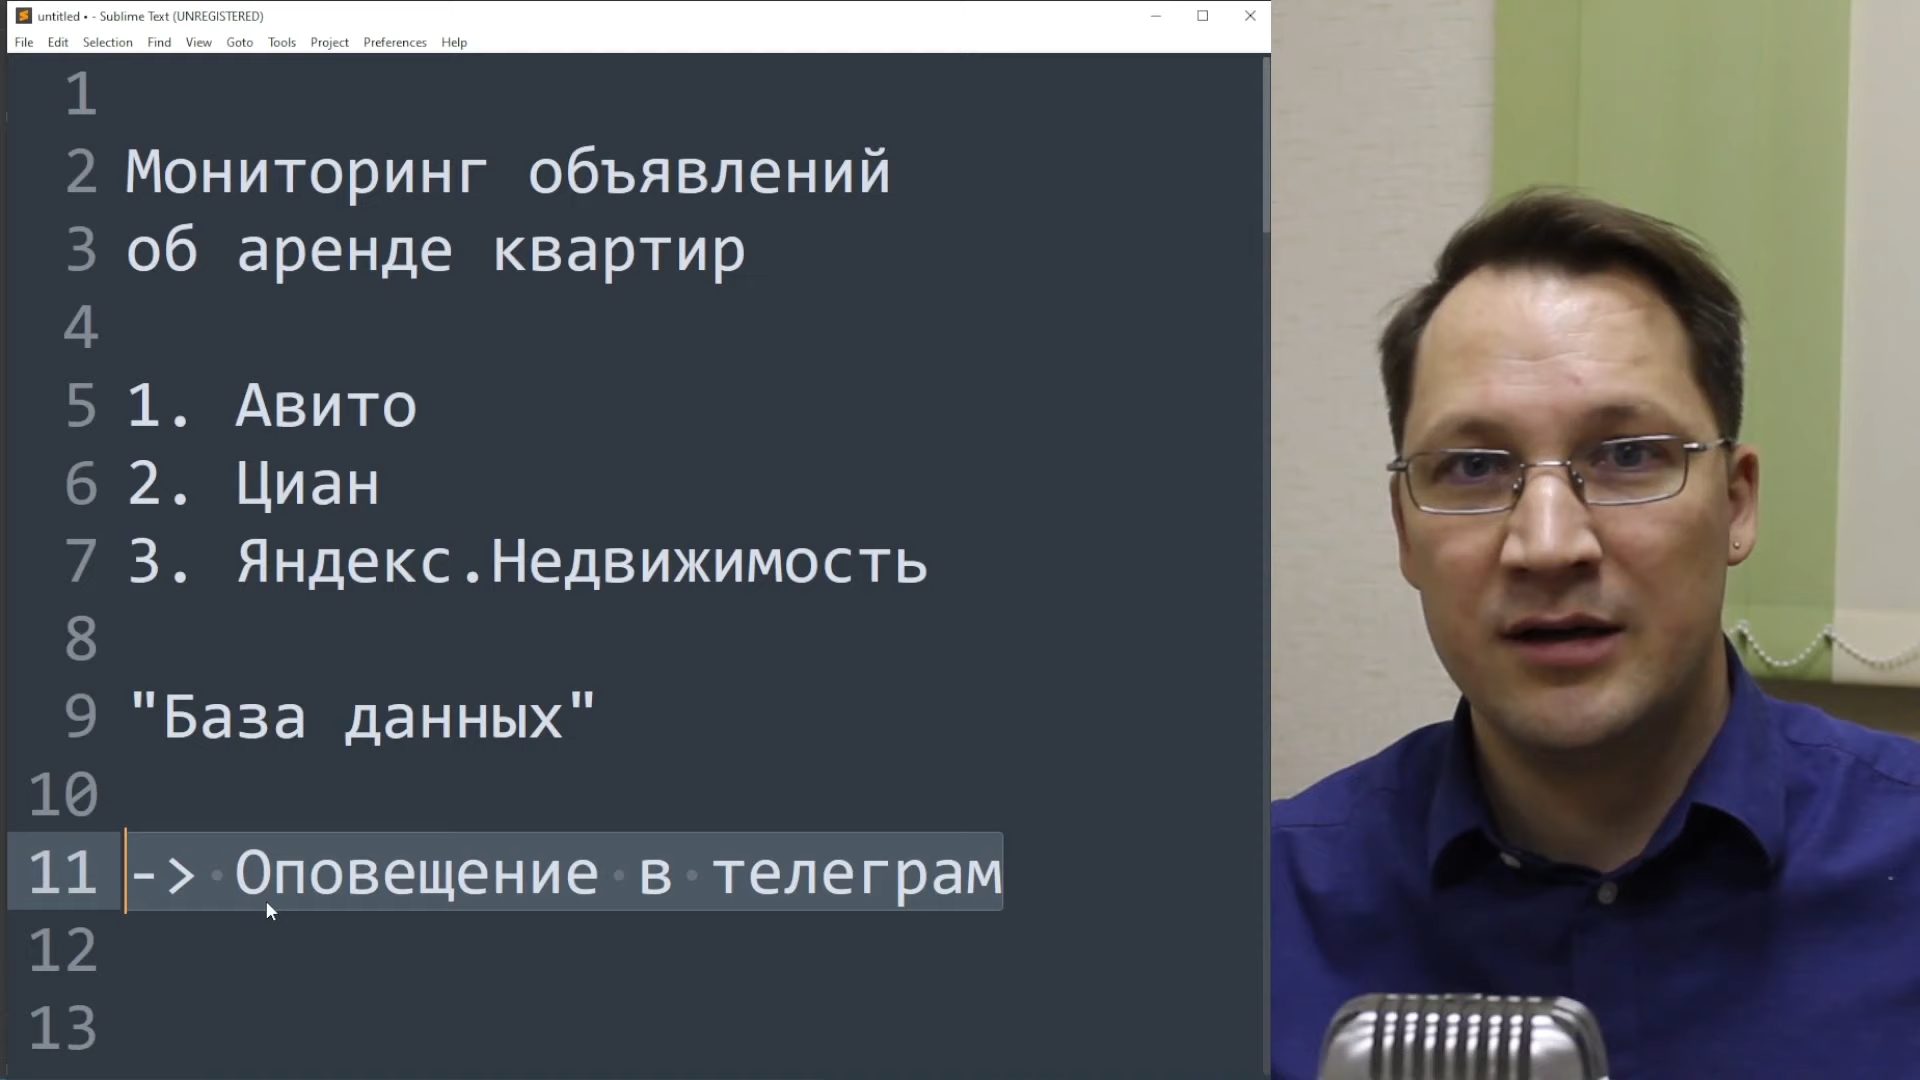 untitled • - Sublime Text (UNREGISTERED)
File Edit Selection Find View Goto Tools Project Preferences Help
1
2 Мониторинг объявлений
3 об аренде квартир
4
5 1. Авито
6 2. Циан
7 3. Яндекс.Недвижимость
8
9 "База данных"
10
11 -> Оповещение в телеграм
12
13